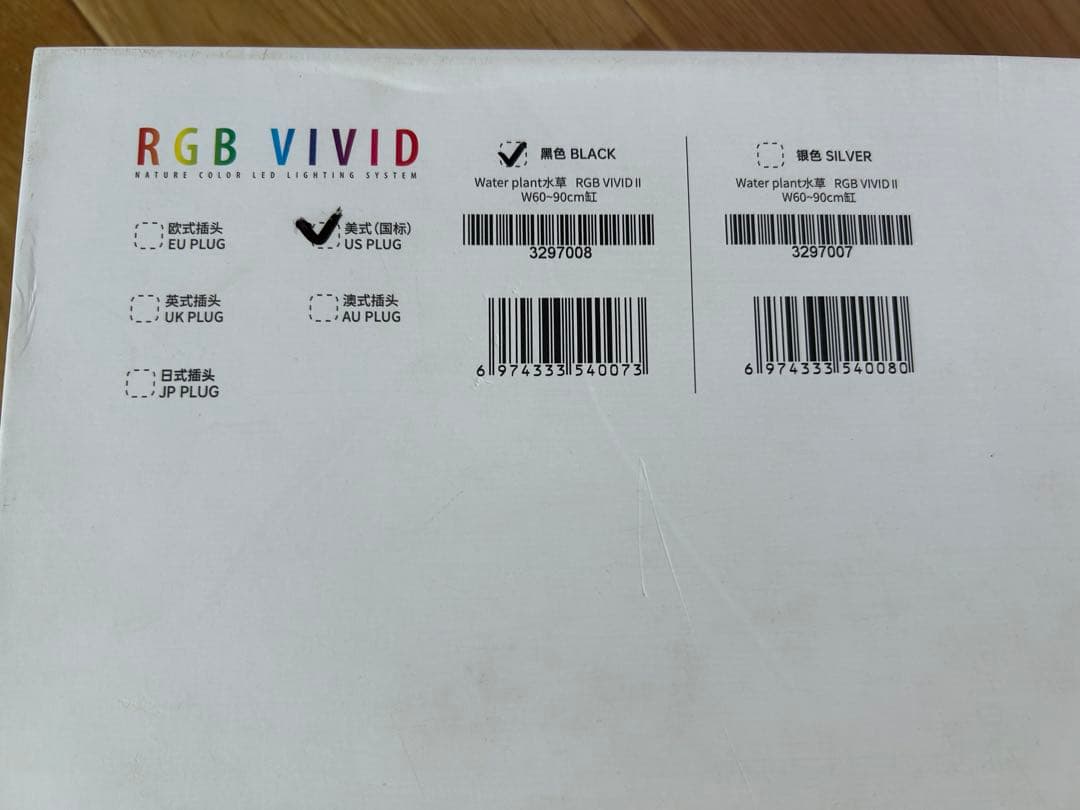 RGB VIVID
NATURE COLOR LED LIGHTING SYSTEM
欧式插头
EU PLUG
美式(国标)
US PLUG
英式插头
UK PLUG
澳式插头
AU PLUG
日式插头
JP PLUG
黑色 BLACK
Water plant水草 RGB VIVID II
W60~90cm缸
3297008
6 974333 540073
银色 SILVER
Water plant水草 RGB VIVID II
W60~90cm缸
3297007
6 974333 540080